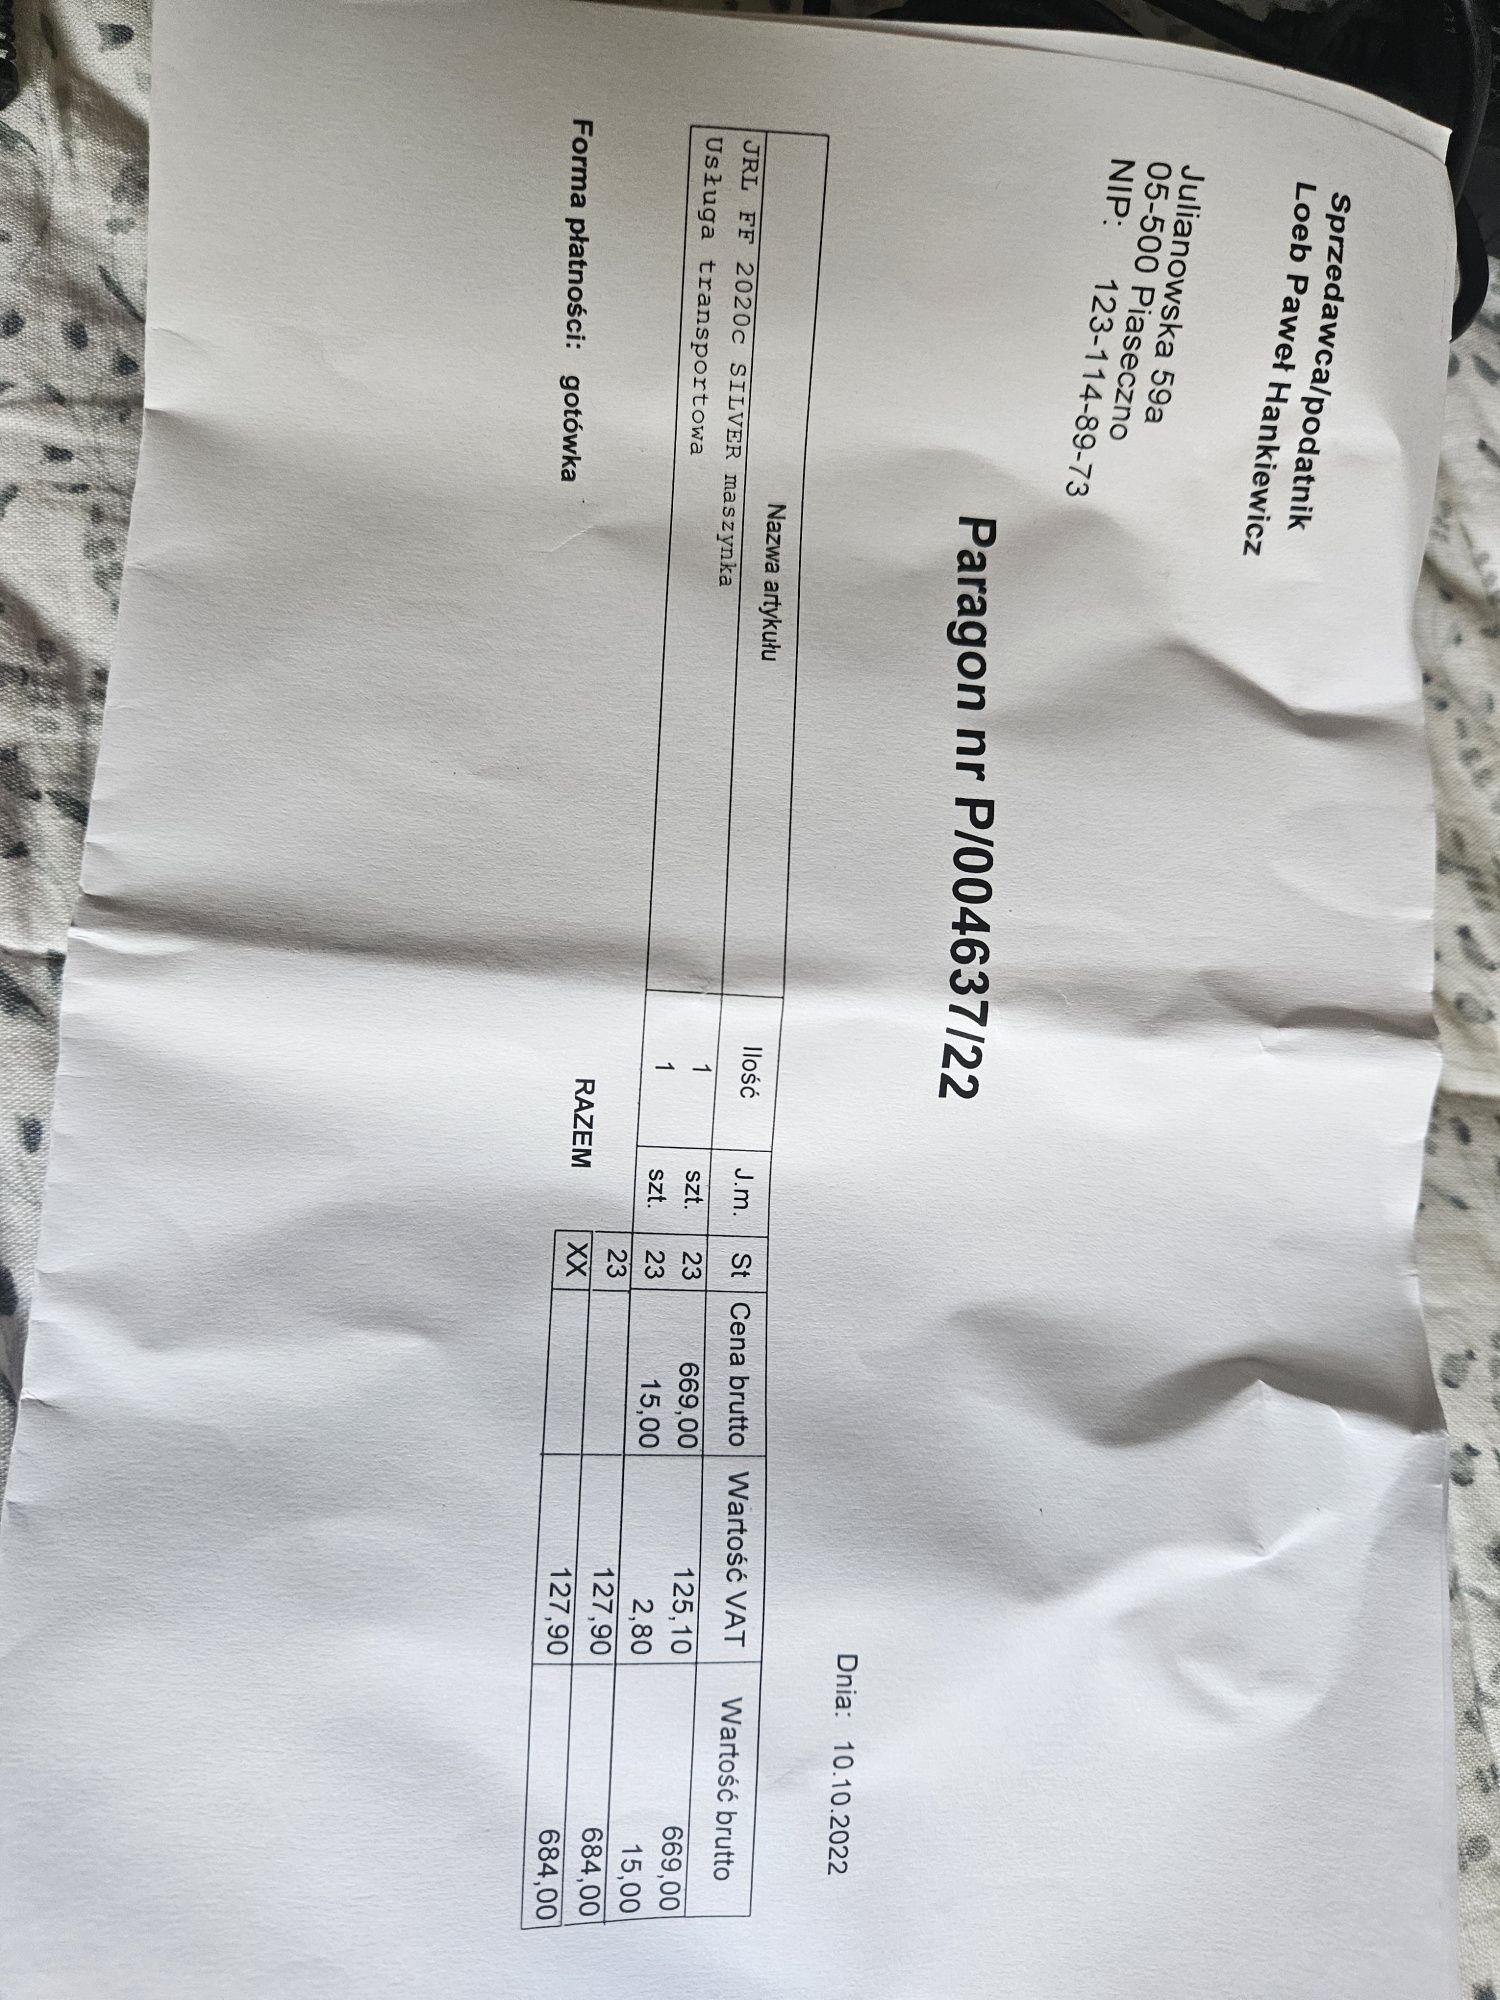 Sprzedawca/podatnik
Loeb Paweł Hankiewicz
Julianowska 59a
05-500 Piaseczno
NIP: 123-114-89-73
Paragon nr P/004637/22
Dnia: 10.10.2022
Nazwa artykułu Ilość J.m. St Cena brutto Wartość VAT Wartość brutto
JRL FF 2020c SILVER maszynka 1 szt. 23 669,00 125,10 669,00
Usługa transportowa 1 szt. 23 15,00 2,80 15,00
23 127,90 684,00
Forma płatności: gotówka RAZEM XX 127,90 684,00